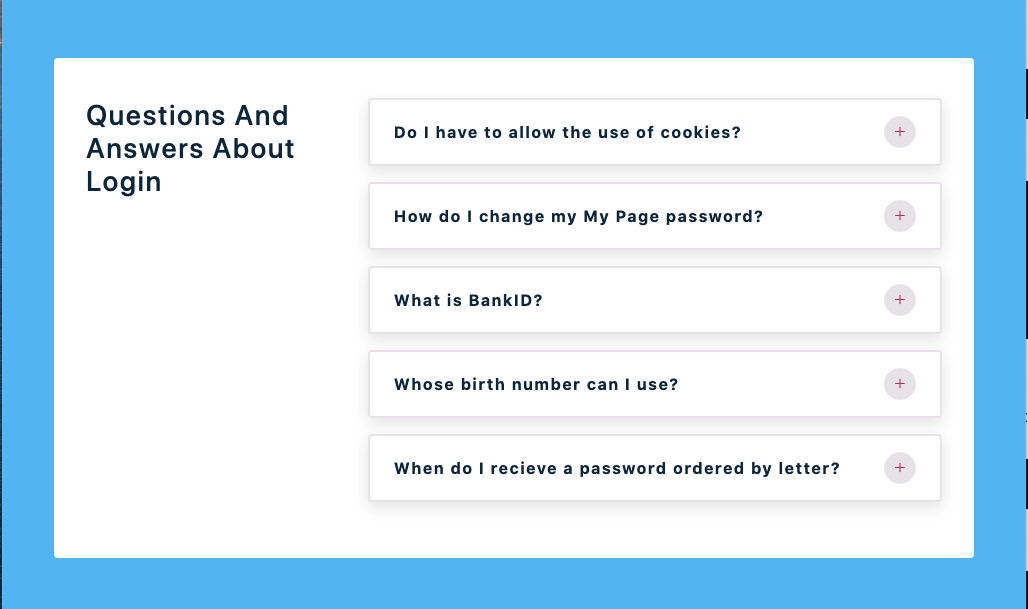 Questions And
Answers About
Login
Do I have to allow the use of cookies?
+
How do I change my My Page password?
+
What is BankID?
+
Whose birth number can I use?
+
When do I recieve a password ordered by letter?
+